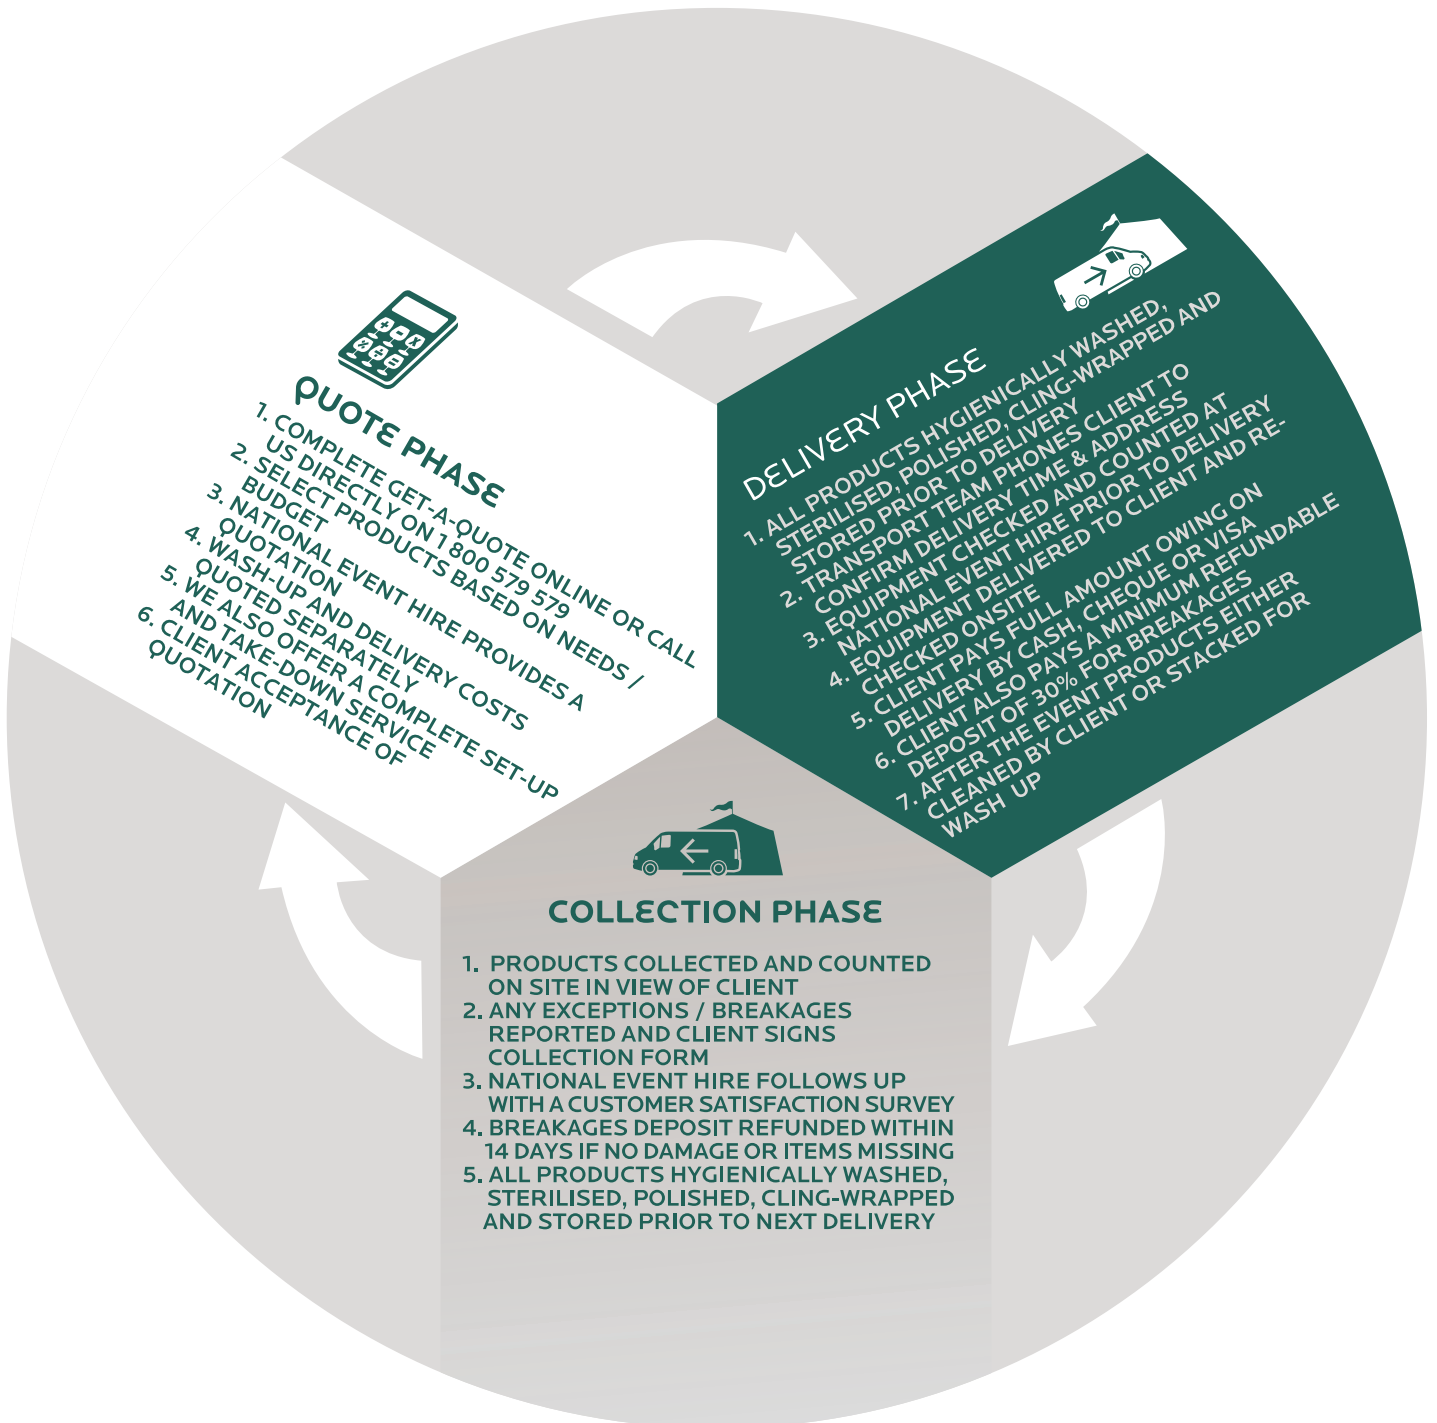 QUOTE PHASE
1. COMPLETE GET-A-QUOTE ONLINE OR CALL
US DIRECTLY ON 1 800 579 579
2. SELECT PRODUCTS BASED ON NEEDS /
BUDGET
3. NATIONAL EVENT HIRE PROVIDES A
QUOTATION
4. WASH-UP AND DELIVERY COSTS
QUOTED SEPARATELY
5. WE ALSO OFFER A COMPLETE SET-UP
AND TAKE-DOWN SERVICE
6. CLIENT ACCEPTANCE OF
QUOTATION
DELIVERY PHASE
1. ALL PRODUCTS HYGIENICALLY WASHED,
STERILISED, POLISHED, CLING-WRAPPED AND
STORED PRIOR TO DELIVERY
2. TRANSPORT TEAM PHONES CLIENT TO
CONFIRM DELIVERY TIME & ADDRESS
3. EQUIPMENT CHECKED AND COUNTED AT
NATIONAL EVENT HIRE PRIOR TO DELIVERY
4. EQUIPMENT DELIVERED TO CLIENT AND RE-
CHECKED ONSITE
5. CLIENT PAYS FULL AMOUNT OWING ON
DELIVERY BY CASH, CHEQUE OR VISA
6. CLIENT ALSO PAYS A MINIMUM REFUNDABLE
DEPOSIT OF 30% FOR BREAKAGES
7. AFTER THE EVENT PRODUCTS EITHER
CLEANED BY CLIENT OR STACKED FOR
WASH UP
COLLECTION PHASE
1. PRODUCTS COLLECTED AND COUNTED
ON SITE IN VIEW OF CLIENT
2. ANY EXCEPTIONS / BREAKAGES
REPORTED AND CLIENT SIGNS
COLLECTION FORM
3. NATIONAL EVENT HIRE FOLLOWS UP
WITH A CUSTOMER SATISFACTION SURVEY
4. BREAKAGES DEPOSIT REFUNDED WITHIN
14 DAYS IF NO DAMAGE OR ITEMS MISSING
5. ALL PRODUCTS HYGIENICALLY WASHED,
STERILISED, POLISHED, CLING-WRAPPED
AND STORED PRIOR TO NEXT DELIVERY